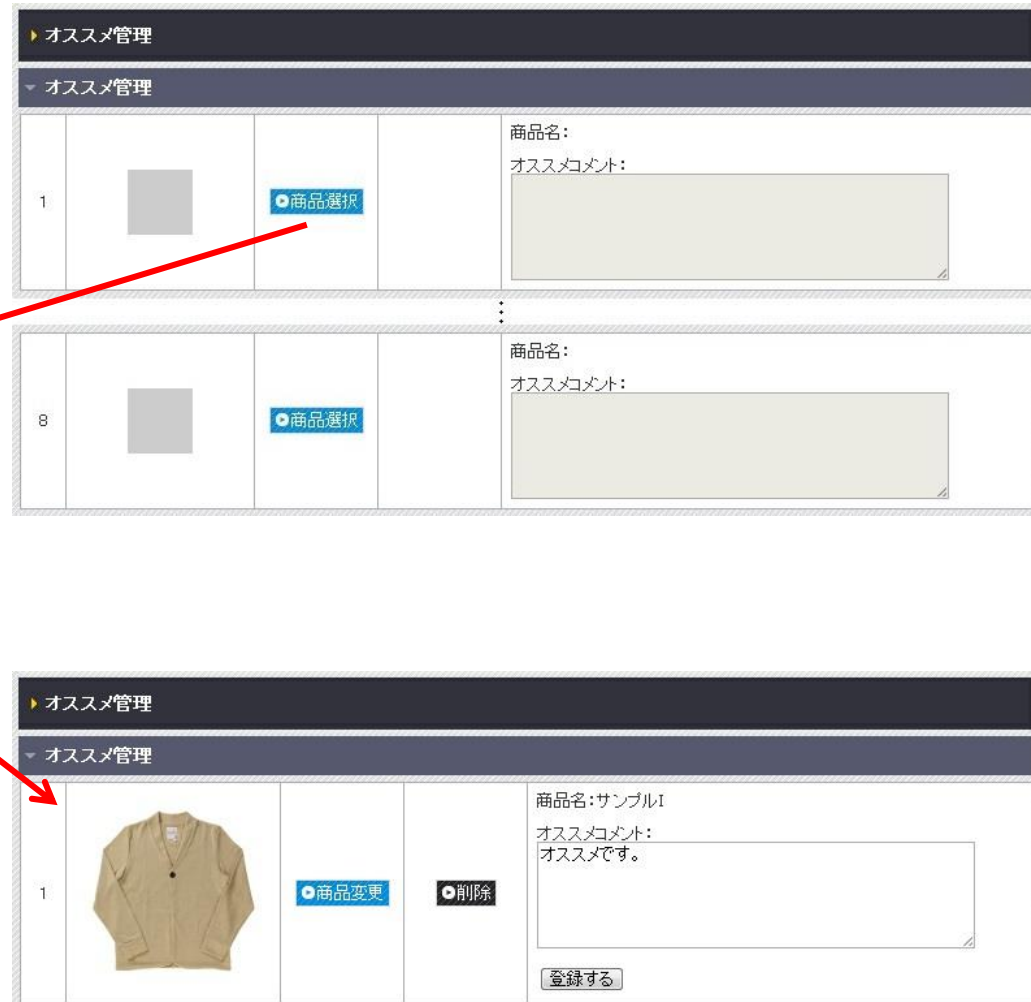 オススメ管理
オススメ管理
商品名:
オススメコメント:
1
商品選択
⋮
商品名:
オススメコメント:
8
商品選択
オススメ管理
オススメ管理
商品名:サンプルI
オススメコメント:
オススメです。
1
商品変更
削除
登録する